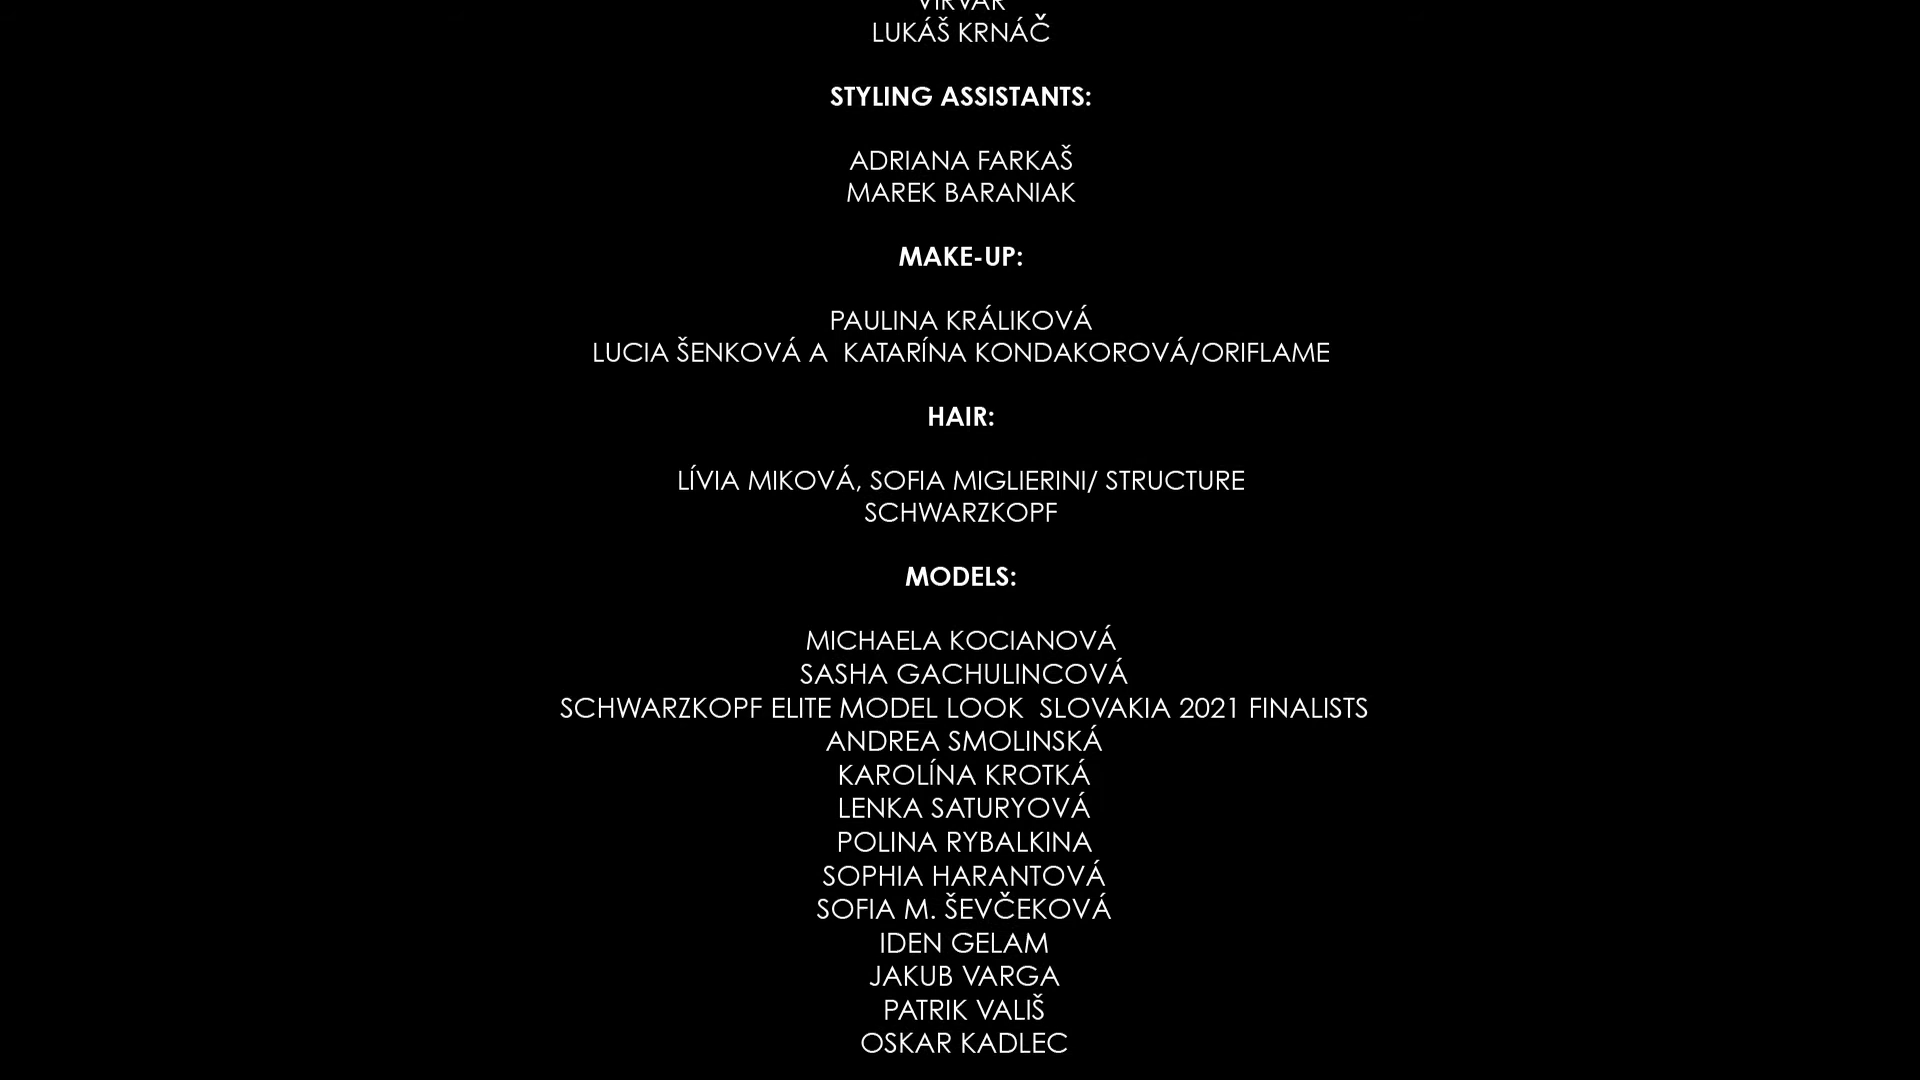 VIRVAR
LUKÁŠ KRNÁČ
STYLING ASSISTANTS:
ADRIANA FARKAŠ
MAREK BARANIAK
MAKE-UP:
PAULINA KRÁLIKOVÁ
LUCIA ŠENKOVÁ A  KATARÍNA KONDAKOROVÁ/ORIFLAME
HAIR:
LÍVIA MIKOVÁ, SOFIA MIGLIERINI/ STRUCTURE
SCHWARZKOPF
MODELS:
MICHAELA KOCIANOVÁ
SASHA GACHULINCOVÁ
SCHWARZKOPF ELITE MODEL LOOK  SLOVAKIA 2021 FINALISTS
ANDREA SMOLINSKÁ
KAROLÍNA KROTKÁ
LENKA SATURYOVÁ
POLINA RYBALKINA
SOPHIA HARANTOVÁ
SOFIA M. ŠEVČEKOVÁ
IDEN GELAM
JAKUB VARGA
PATRIK VALIŠ
OSKAR KADLEC